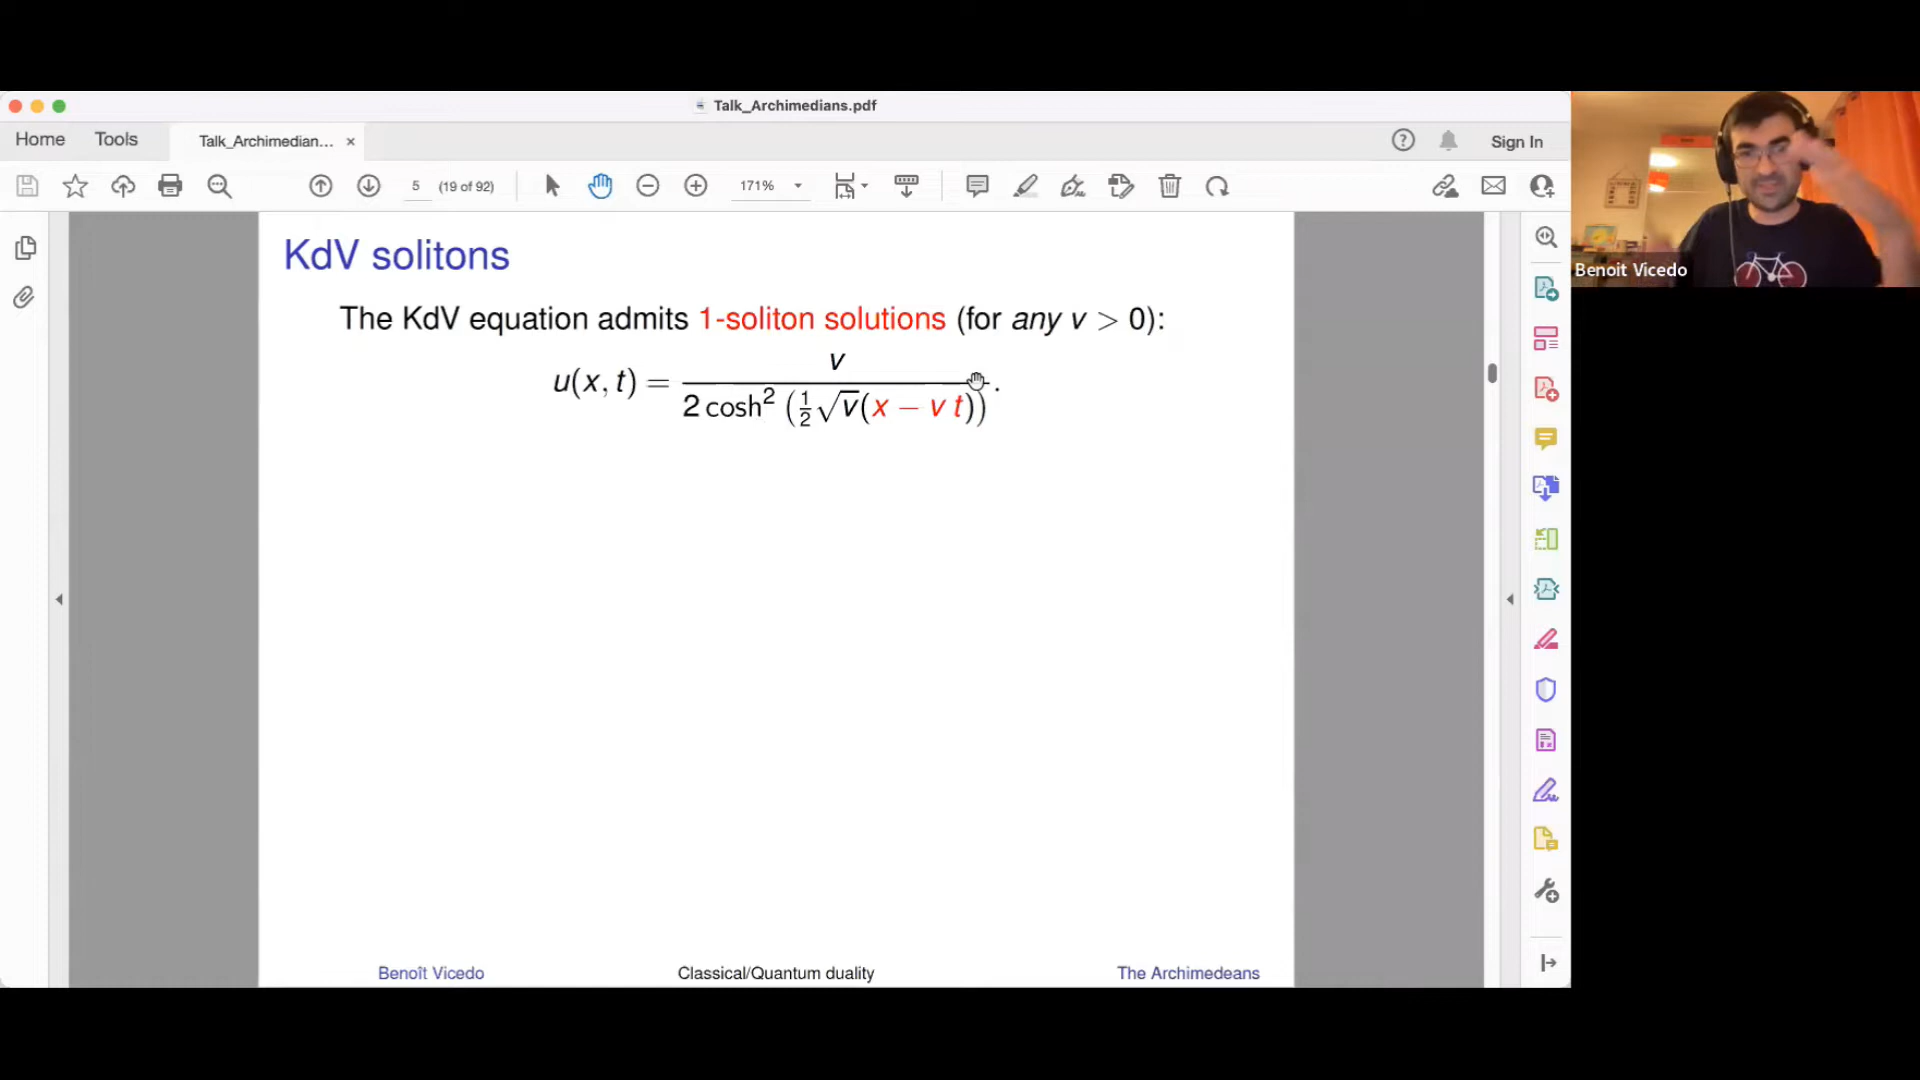 Talk_Archimedians.pdf
Home Tools Talk_Archimedian... × Sign In
5 (19 of 92) 171%
KdV solitons
The KdV equation admits 1-soliton solutions (for any v > 0):
u(x, t) = v / 2 cosh² (½√v(x − v t)).
Benoît Vicedo Classical/Quantum duality The Archimedeans
Benoit Vicedo